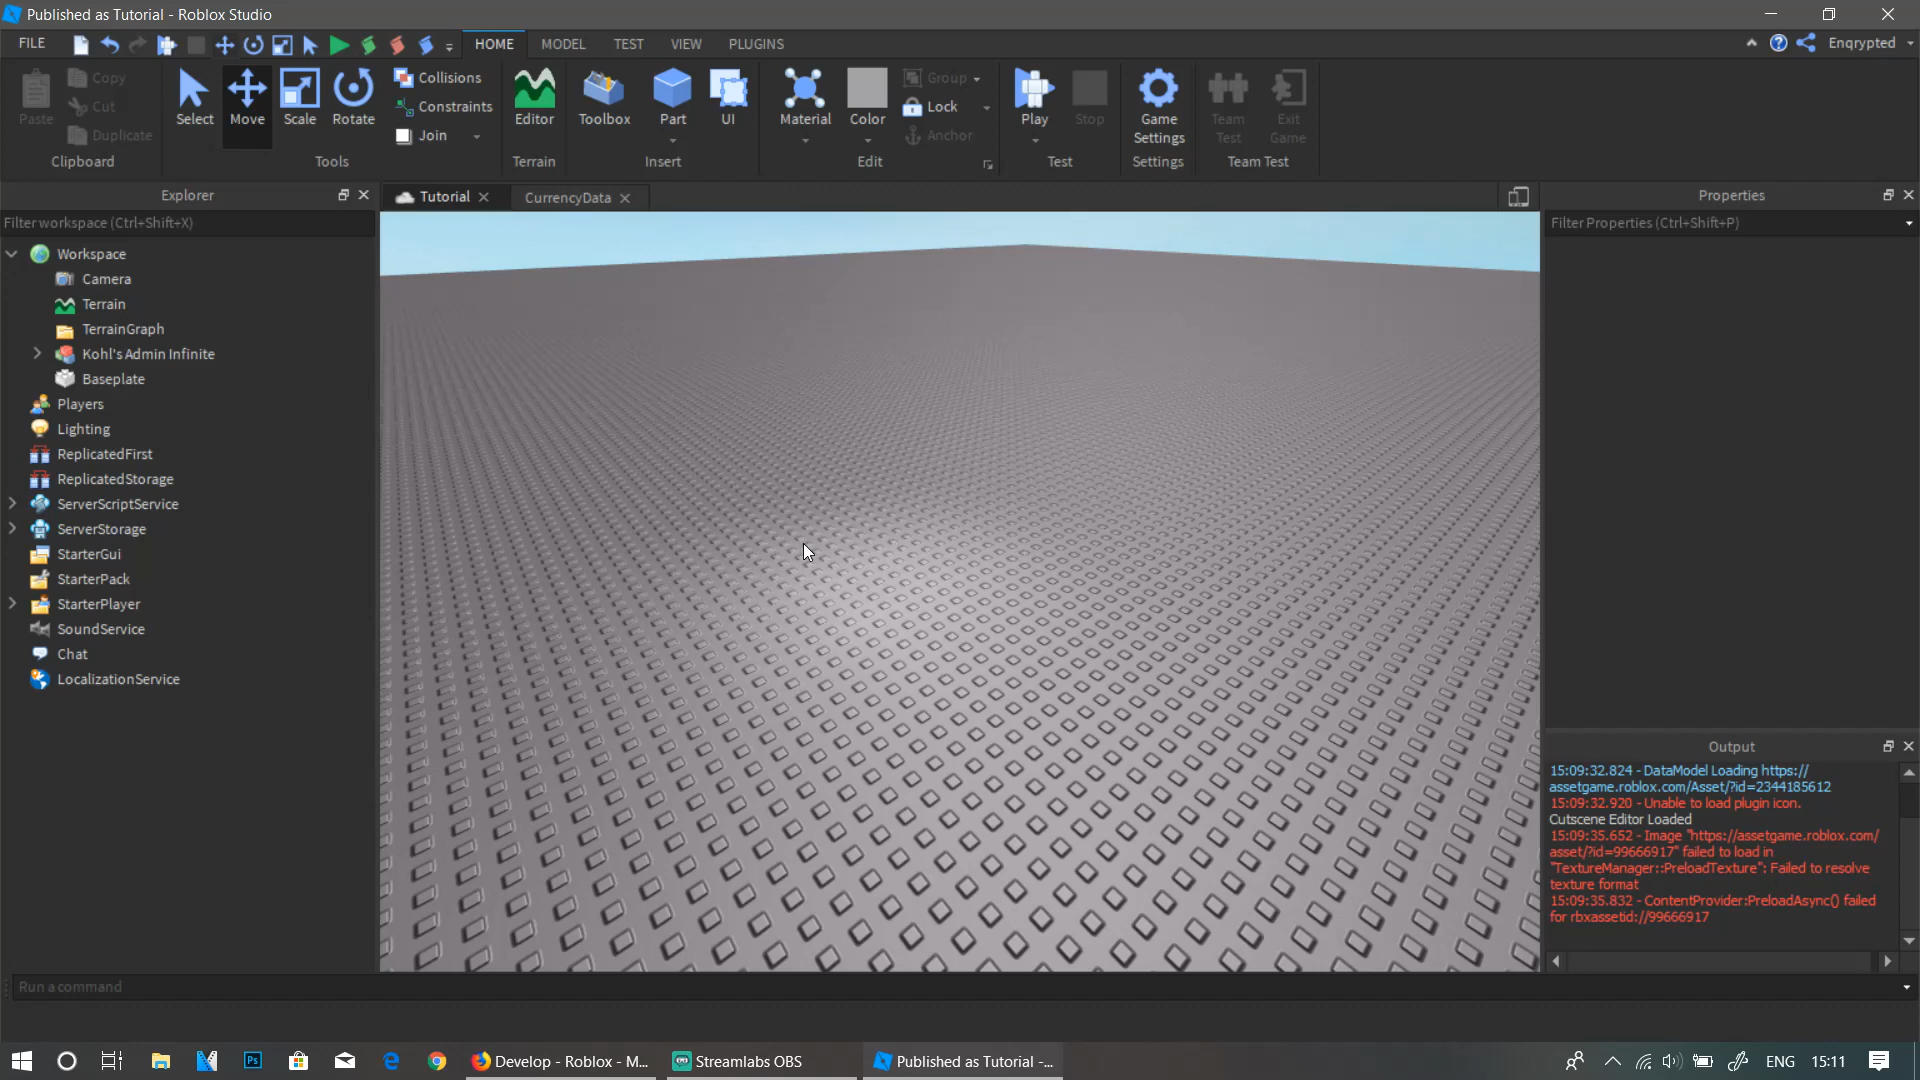 Published as Tutorial - Roblox Studio
FILE
HOME
MODEL
TEST
VIEW
PLUGINS
Enqrypted
Paste
Copy
Cut
Duplicate
Clipboard
Select
Move
Scale
Rotate
Collisions
Constraints
Join
Tools
Editor
Terrain
Toolbox
Part
UI
Insert
Material
Color
Group
Lock
Anchor
Edit
Play
Stop
Test
Game
Settings
Settings
Team
Test
Exit
Game
Team Test
Explorer
Filter workspace (Ctrl+Shift+X)
Workspace
Camera
Terrain
TerrainGraph
Kohl's Admin Infinite
Baseplate
Players
Lighting
ReplicatedFirst
ReplicatedStorage
ServerScriptService
ServerStorage
StarterGui
StarterPack
StarterPlayer
SoundService
Chat
LocalizationService
Tutorial
CurrencyData
Properties
Filter Properties (Ctrl+Shift+P)
Output
15:09:32.824 - DataModel Loading https://
assetgame.roblox.com/Asset/?id=2344185612
15:09:32.920 - Unable to load plugin icon.
Cutscene Editor Loaded
15:09:35.652 - Image "https://assetgame.roblox.com/
asset/?id=99666917" failed to load in
"TextureManager::PreloadTexture": Failed to resolve
texture format
15:09:35.832 - ContentProvider:PreloadAsync() failed
for rbxassetid://99666917
Run a command
Ps
Develop - Roblox - M...
Streamlabs OBS
Published as Tutorial -...
ENG
15:11